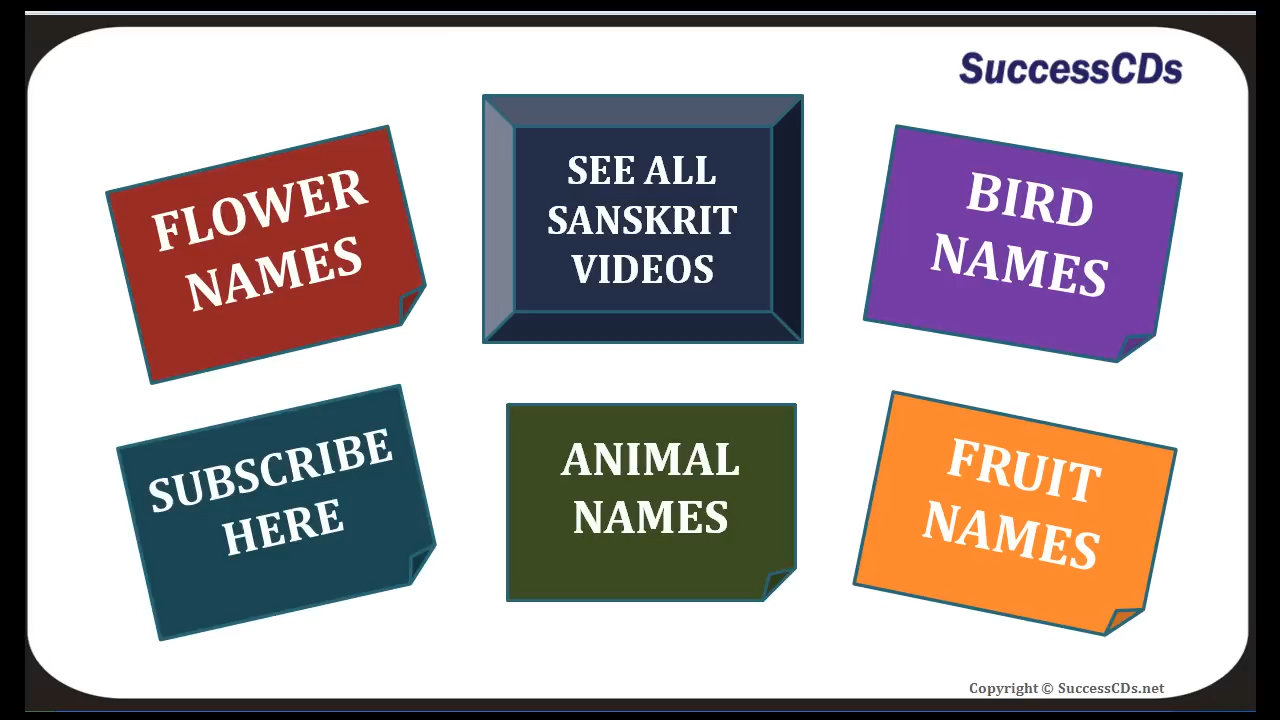 SuccessCDs
FLOWER
NAMES
SEE ALL
SANSKRIT
VIDEOS
BIRD
NAMES
SUBSCRIBE
HERE
ANIMAL
NAMES
FRUIT
NAMES
Copyright © SuccessCDs.net